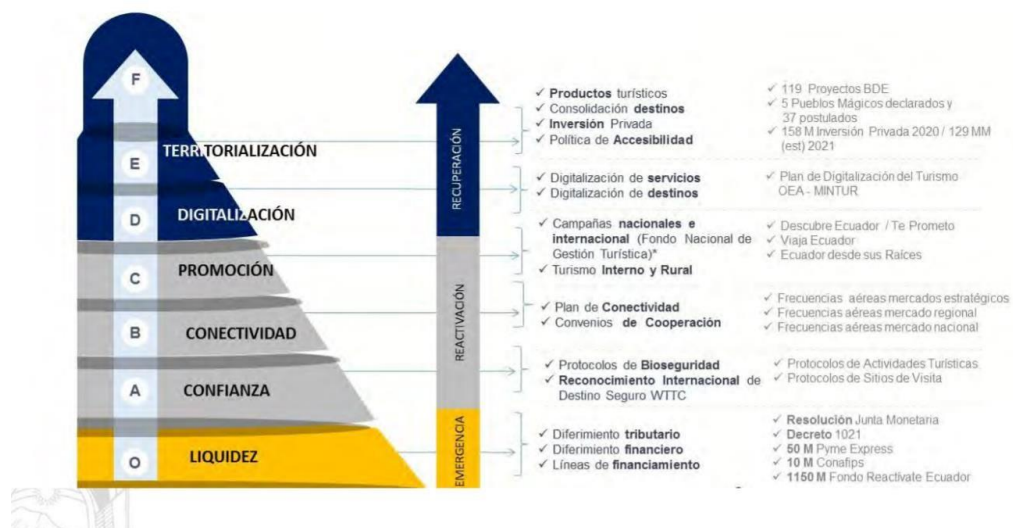 F
E
TERRITORIALIZACIÓN
D
DIGITALIZACIÓN
C
PROMOCIÓN
B
CONECTIVIDAD
A
CONFIANZA
O
LIQUIDEZ
RECUPERACIÓN
REACTIVACIÓN
EMERGENCIA
✓ Productos turísticos
✓ Consolidación destinos
✓ Inversión Privada
✓ Política de Accesibilidad
✓ 119 Proyectos BDE
✓ 5 Pueblos Mágicos declarados y
37 postulados
✓ 158 M Inversión Privada 2020 / 129 MM
(est) 2021
✓ Digitalización de servicios
✓ Digitalización de destinos
✓ Plan de Digitalización del Turismo
OEA - MINTUR
✓ Campañas nacionales e
internacional (Fondo Nacional de
Gestión Turística)*
✓ Turismo Interno y Rural
✓ Descubre Ecuador / Te Prometo
✓ Viaja Ecuador
✓ Ecuador desde sus Raíces
✓ Plan de Conectividad
✓ Convenios de Cooperación
✓ Frecuencias aéreas mercados estratégicos
✓ Frecuencias aéreas mercado regional
✓ Frecuencias aéreas mercado nacional
✓ Protocolos de Bioseguridad
✓ Reconocimiento Internacional de
Destino Seguro WTTC
✓ Protocolos de Actividades Turísticas
✓ Protocolos de Sitios de Visita
✓ Diferimiento tributario
✓ Diferimiento financiero
✓ Líneas de financiamiento
✓ Resolución Junta Monetaria
✓ Decreto 1021
✓ 50 M Pyme Express
✓ 10 M Conafips
✓ 1150 M Fondo Reactívate Ecuador